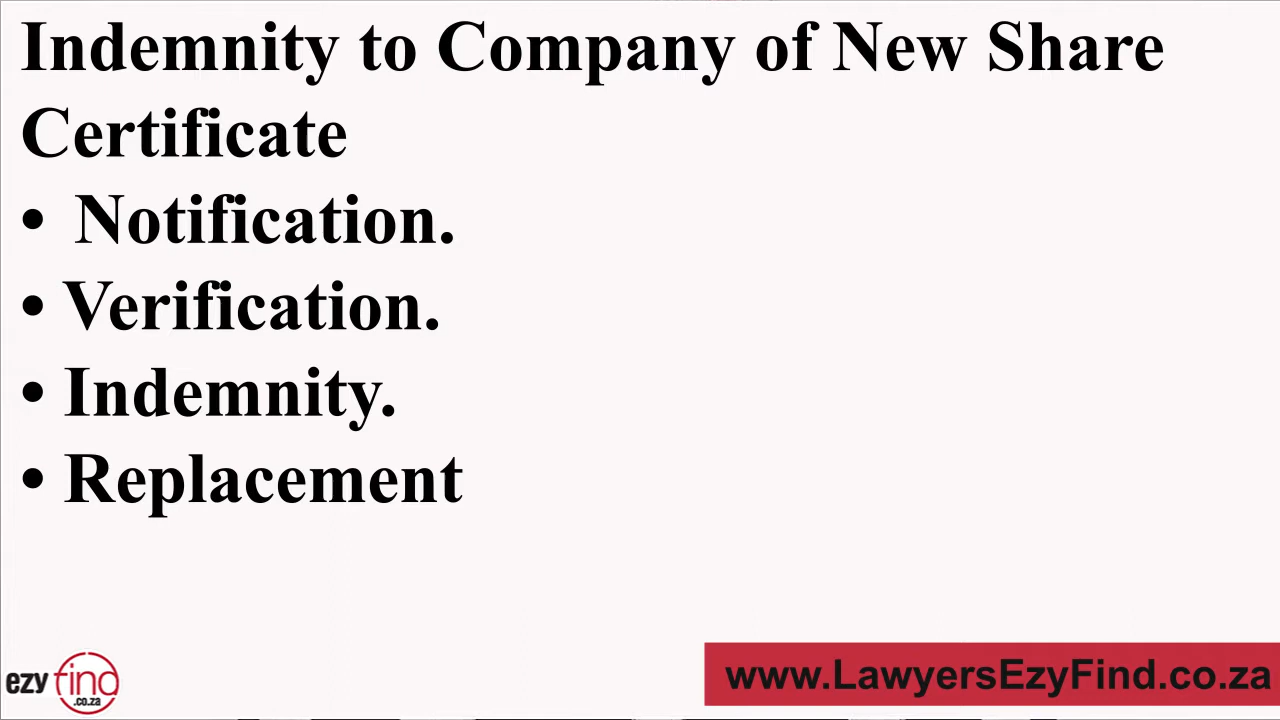 Indemnity to Company of New Share
Certificate
• Notification.
• Verification.
• Indemnity.
• Replacement
ezy find
.co.za
www.LawyersEzyFind.co.za